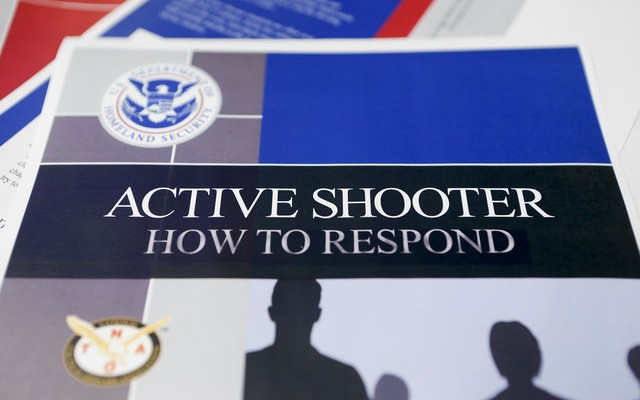 U.S. DEPARTMENT OF
HOMELAND SECURITY
ACTIVE SHOOTER
HOW TO RESPOND
N
T A
O